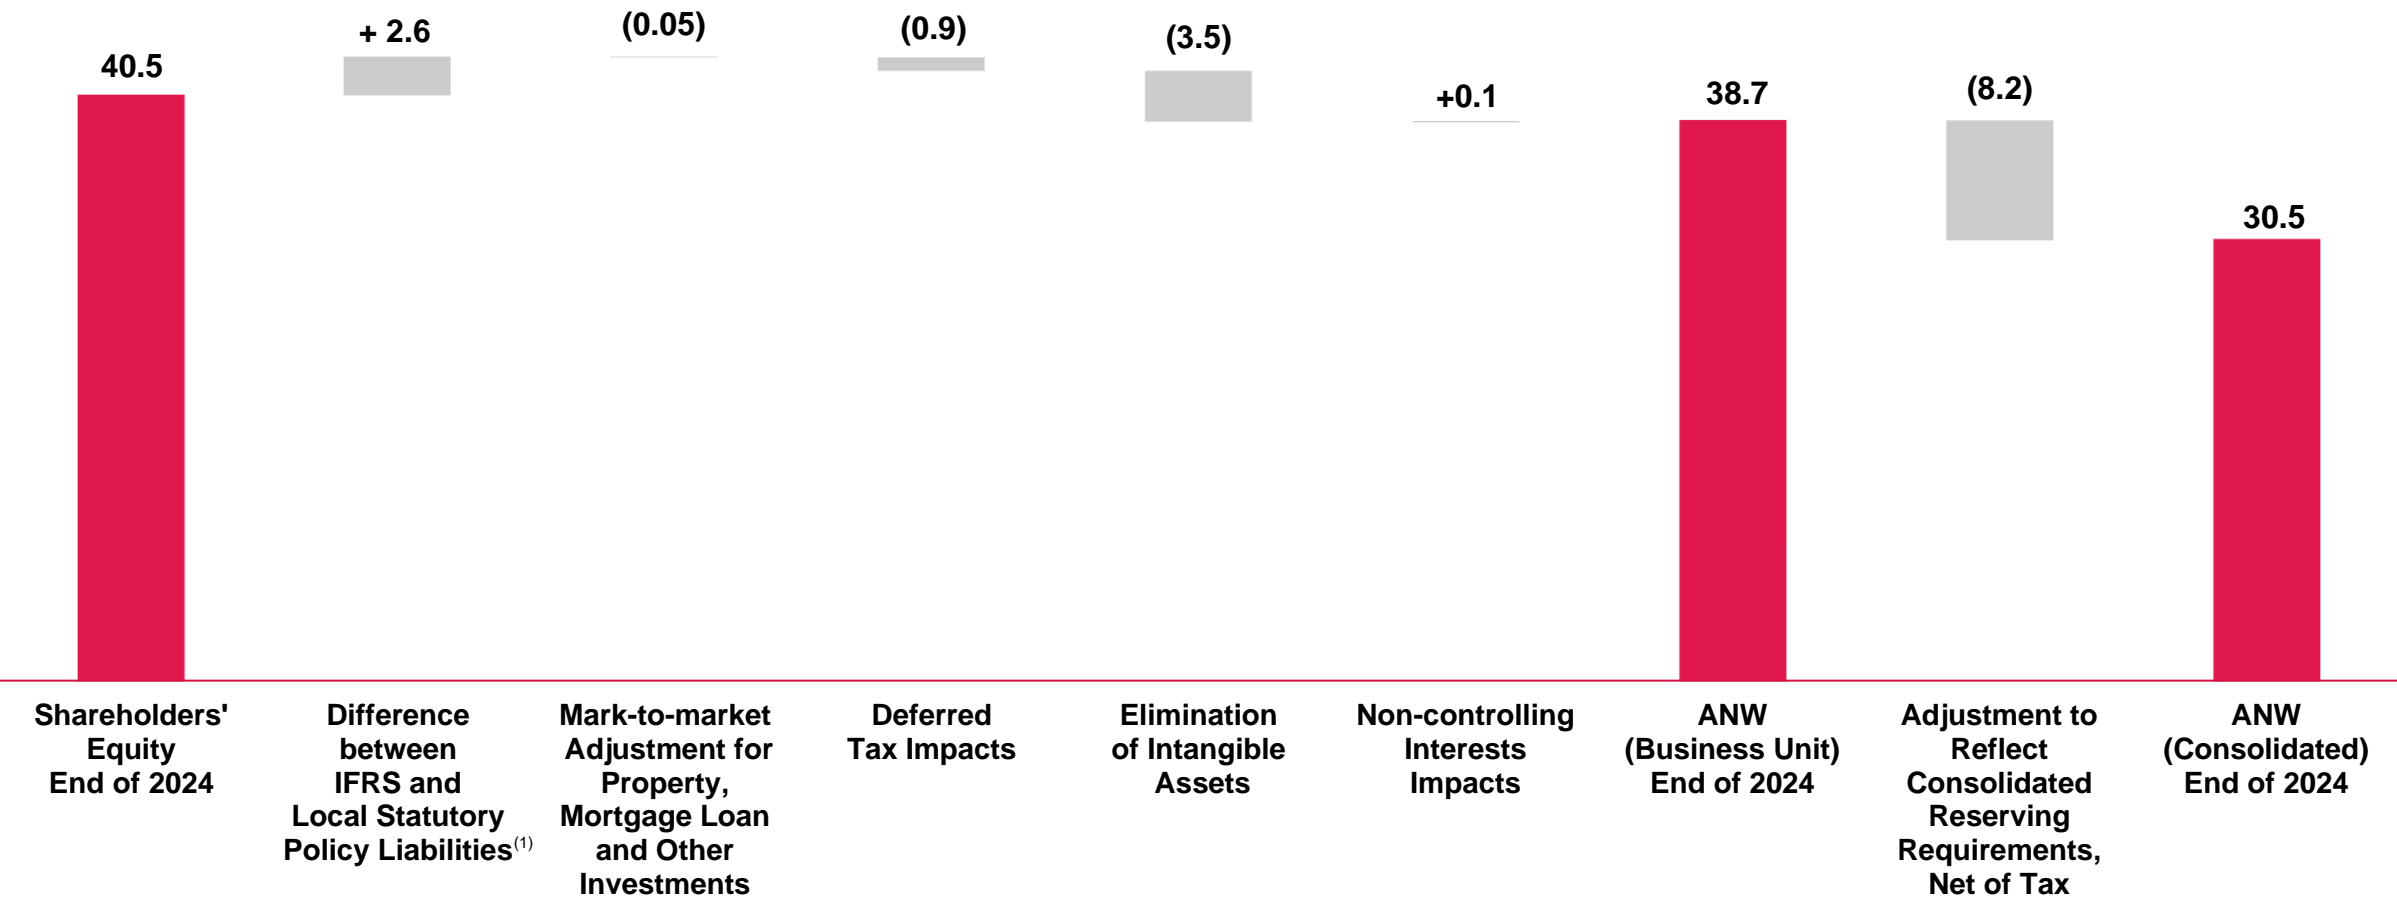 40.5
+ 2.6
(0.05)
(0.9)
(3.5)
+0.1
38.7
(8.2)
30.5
Shareholders'
Equity
End of 2024
Difference
between
IFRS and
Local Statutory
Policy Liabilities(1)
Mark-to-market
Adjustment for
Property,
Mortgage Loan
and Other
Investments
Deferred
Tax Impacts
Elimination
of Intangible
Assets
Non-controlling
Interests
Impacts
ANW
(Business Unit)
End of 2024
Adjustment to
Reflect
Consolidated
Reserving
Requirements,
Net of Tax
ANW
(Consolidated)
End of 2024